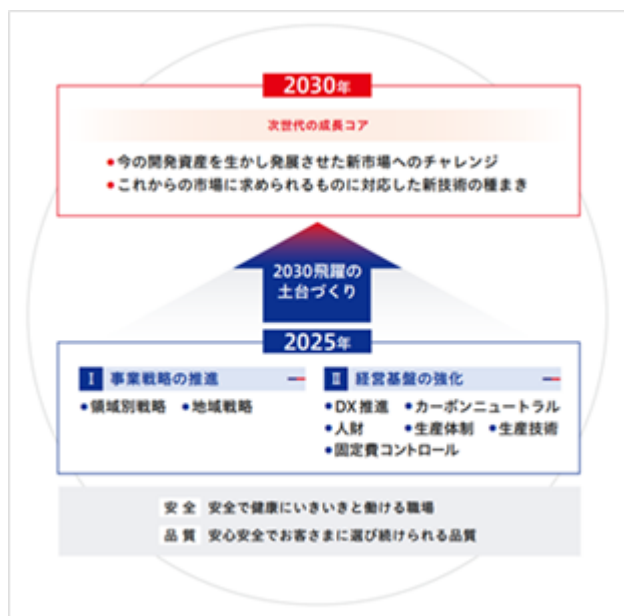 2030年
次世代の成長コア
●今の開発資産を生かし発展させた新市場へのチャレンジ
●これからの市場に求められるものに対応した新技術の種まき
2030飛躍の
土台づくり
2025年
Ⅰ 事業戦略の推進
●領域別戦略 ●地域戦略
Ⅱ 経営基盤の強化
●DX推進 ●カーボンニュートラル
●人財 ●生産体制 ●生産技術
●固定費コントロール
安全 安全で健康にいきいきと働ける職場
品質 安心安全でお客さまに選び続けられる品質